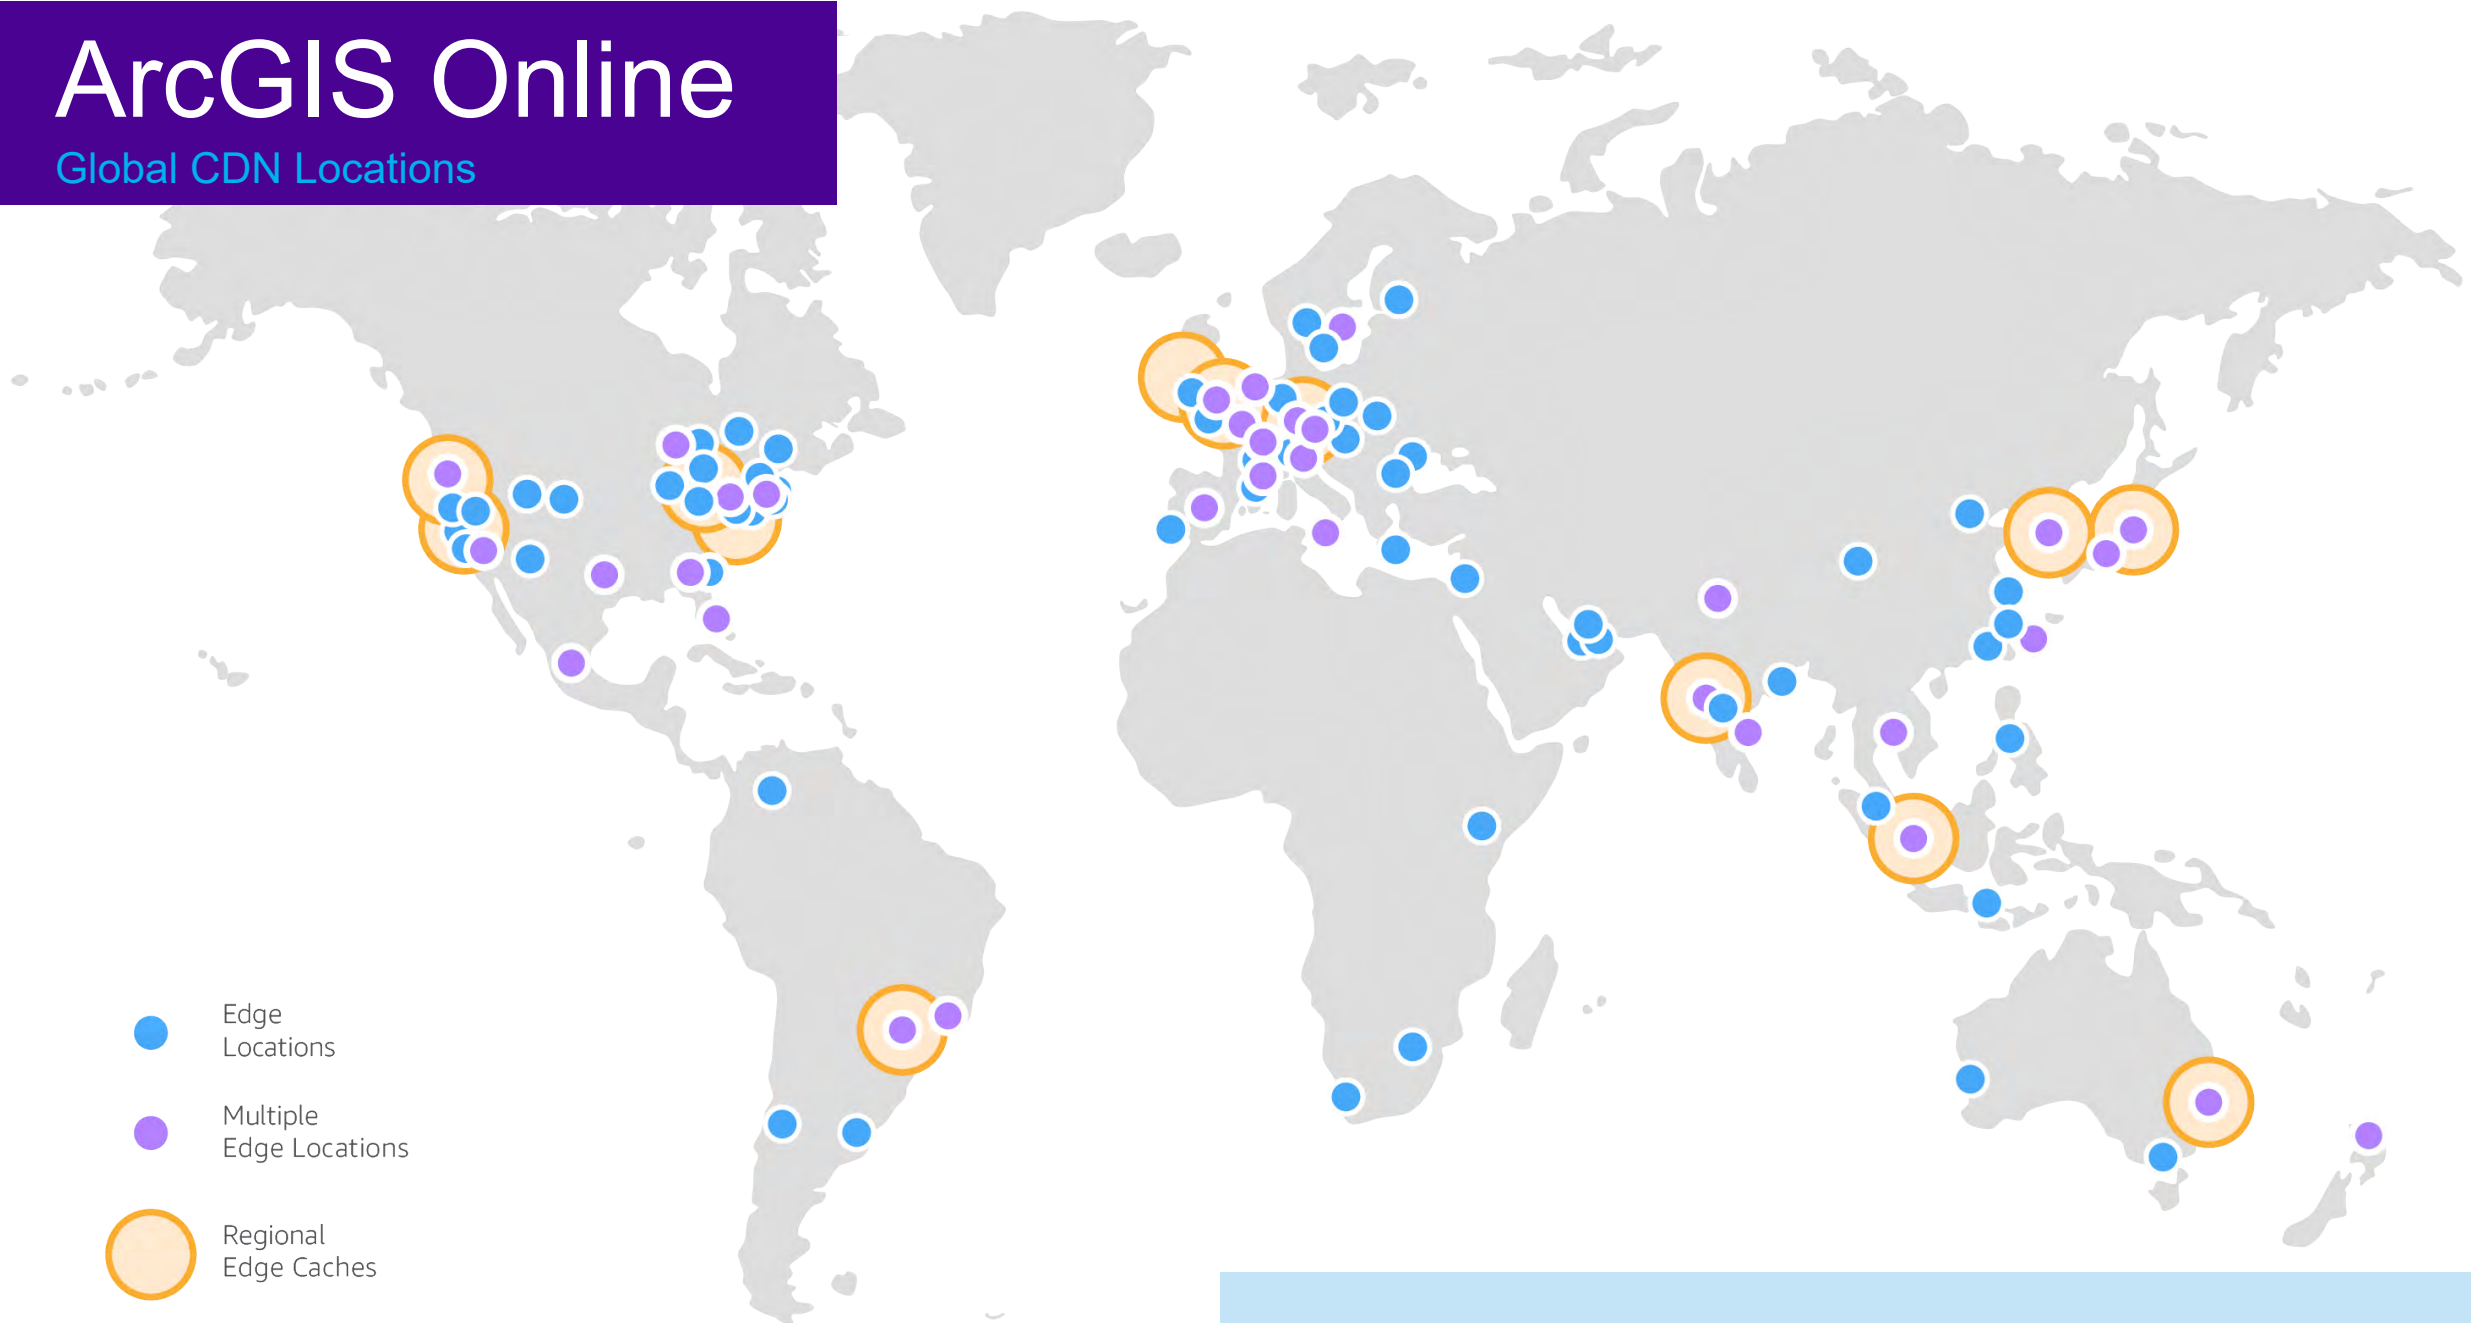 ArcGIS Online
Global CDN Locations
Edge
Locations
Multiple
Edge Locations
Regional
Edge Caches